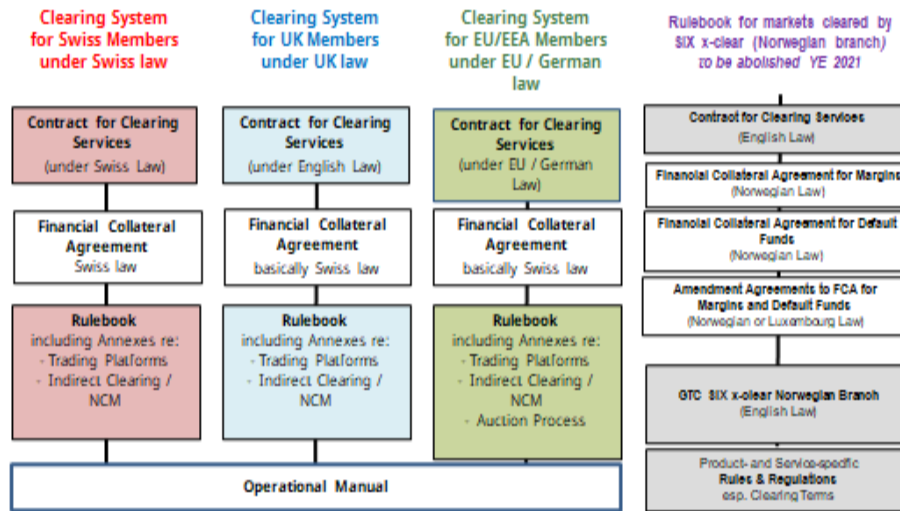 Clearing System
for Swiss Members
under Swiss law
Contract for Clearing
Services
(under Swiss Law)
Financial Collateral
Agreement
Swiss law
Rulebook
including Annexes re:
- Trading Platforms
- Indirect Clearing /
NCM
Clearing System
for UK Members
under UK law
Contract for Clearing
Services
(under English Law)
Financial Collateral
Agreement
basically Swiss law
Rulebook
including Annexes re:
- Trading Platforms
- Indirect Clearing /
NCM
Clearing System
for EU/EEA Members
under EU / German
law
Contract for Clearing
Services
(under EU / German
Law)
Financial Collateral
Agreement
basically Swiss law
Rulebook
including Annexes re:
- Trading Platforms
- Indirect Clearing /
NCM
- Auction Process
Operational Manual
Rulebook for markets cleared by
SIX x-clear (Norwegian branch)
to be abolished YE 2021
Contract for Clearing Services
(English Law)
Financial Collateral Agreement for Margins
(Norwegian Law)
Financial Collateral Agreement for Default
Funds
(Norwegian Law)
Amendment Agreements to FCA for
Margins and Default Funds
(Norwegian or Luxembourg Law)
GTC SIX x-clear Norwegian Branch
(English Law)
Product- and Service-specific
Rules & Regulations
esp. Clearing Terms